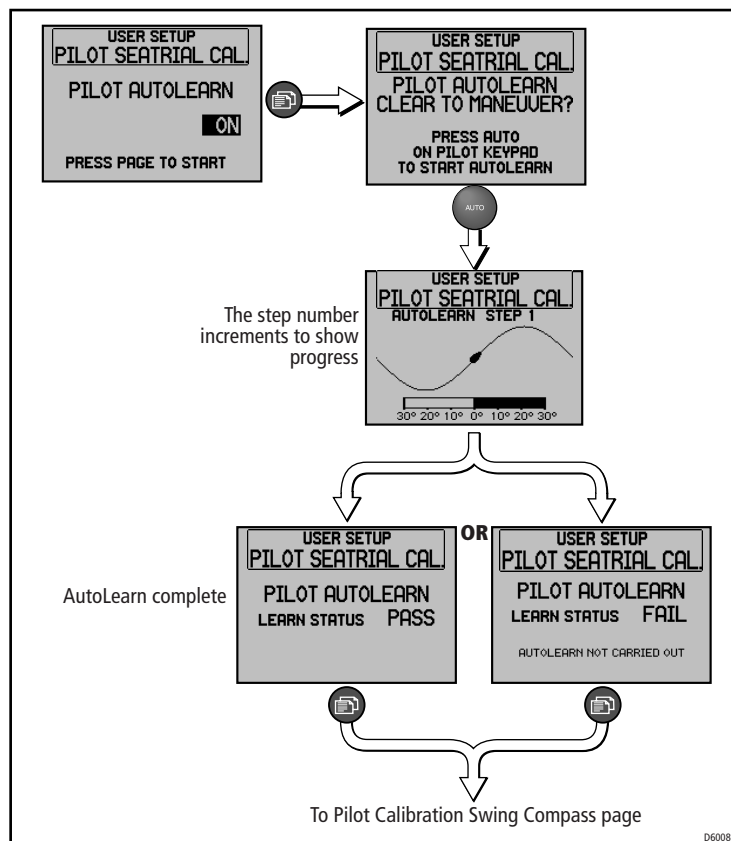 USER SETUP
PILOT SEATRIAL CAL.
PILOT AUTOLEARN
ON
PRESS PAGE TO START
USER SETUP
PILOT SEATRIAL CAL.
PILOT AUTOLEARN
CLEAR TO MANEUVER?
PRESS AUTO
ON PILOT KEYPAD
TO START AUTOLEARN
AUTO
The step number
increments to show
progress
USER SETUP
PILOT SEATRIAL CAL.
AUTOLEARN STEP 1
30° 20° 10° 0° 10° 20° 30°
AutoLearn complete
USER SETUP
PILOT SEATRIAL CAL.
PILOT AUTOLEARN
LEARN STATUS PASS
OR
USER SETUP
PILOT SEATRIAL CAL.
PILOT AUTOLEARN
LEARN STATUS FAIL
AUTOLEARN NOT CARRIED OUT
To Pilot Calibration Swing Compass page
D6008